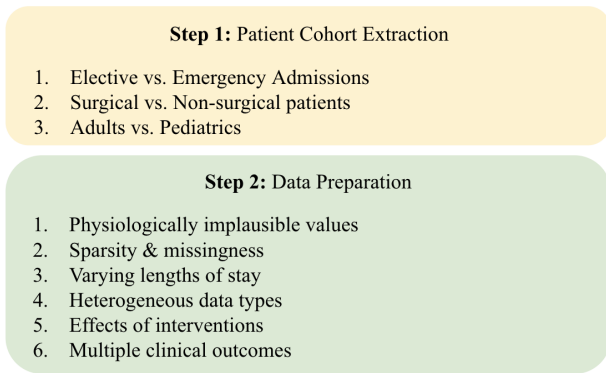 Step 1: Patient Cohort Extraction
1. Elective vs. Emergency Admissions
2. Surgical vs. Non-surgical patients
3. Adults vs. Pediatrics
Step 2: Data Preparation
1. Physiologically implausible values
2. Sparsity & missingness
3. Varying lengths of stay
4. Heterogeneous data types
5. Effects of interventions
6. Multiple clinical outcomes